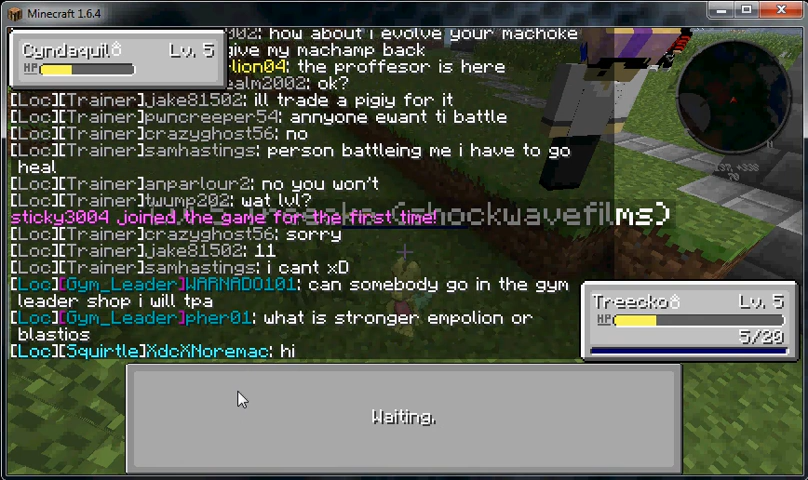 Minecraft 1.6.4
Cyndaquil Lv. 5
HP
002: how about i evolve your machoke
give my machamp back
lion04: the proffesor is here
ealm2002: ok?
[Loc][Trainer]jake81502: ill trade a pigiy for it
[Loc][Trainer]pwncreeper54: annyone ewant ti battle
[Loc][Trainer]crazyghost56: no
[Loc][Trainer]samhastings: person battleing me i have to go
heal
[Loc][Trainer]anparlour2: no you won't
[Loc][Trainer]twump202: wat lvl?
sticky3004 joined the game for the first time!
(shockwavefilms)
[Loc][Trainer]crazyghost56: sorry
[Loc][Trainer]jake81502: 11
[Loc][Trainer]samhastings: i cant xD
[Loc][Gym_Leader]WARNADO101: can somebody go in the gym
leader shop i will tpa
[Loc][Gym_Leader]pher01: what is stronger empolion or
blastios
[Loc][Squirtle]XdcXNoremac: hi
Treecko Lv. 5
HP
5/20
Waiting.